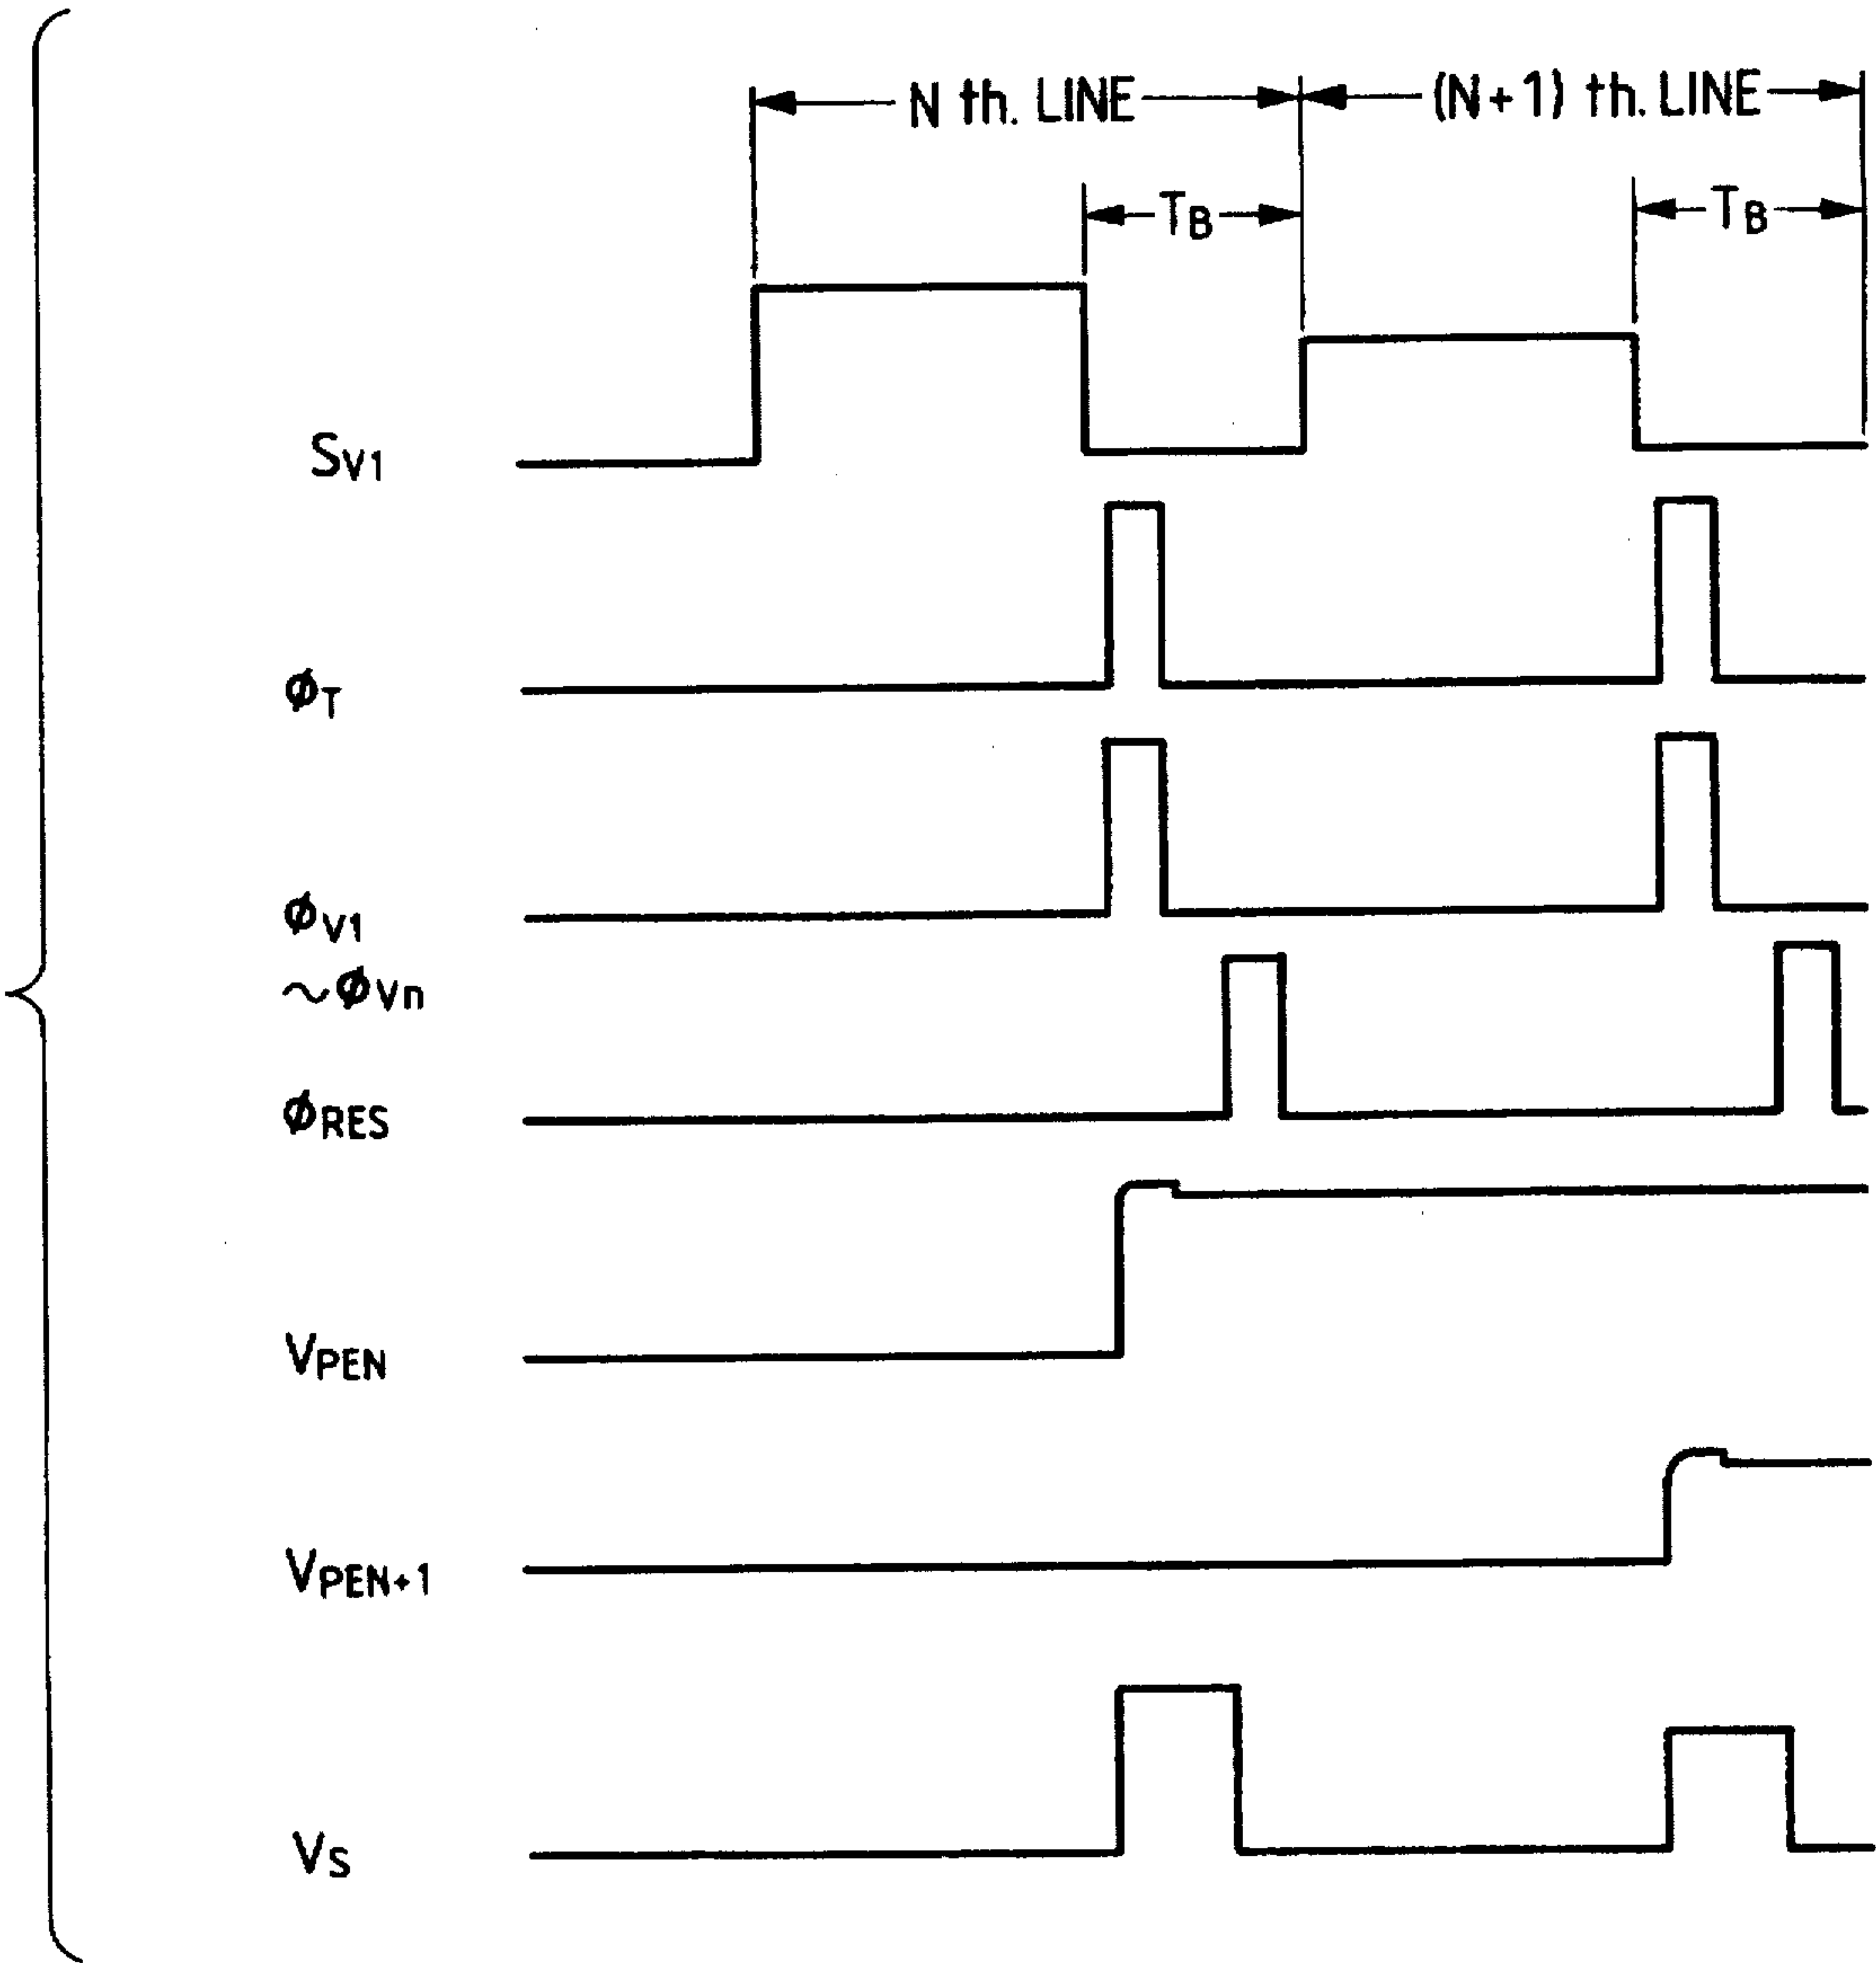 N th. LINE
(N+1) th. LINE
TB
TB
SV1
ϕT
ϕV1
~ϕVn
ϕRES
VPEN
VPEN+1
VS